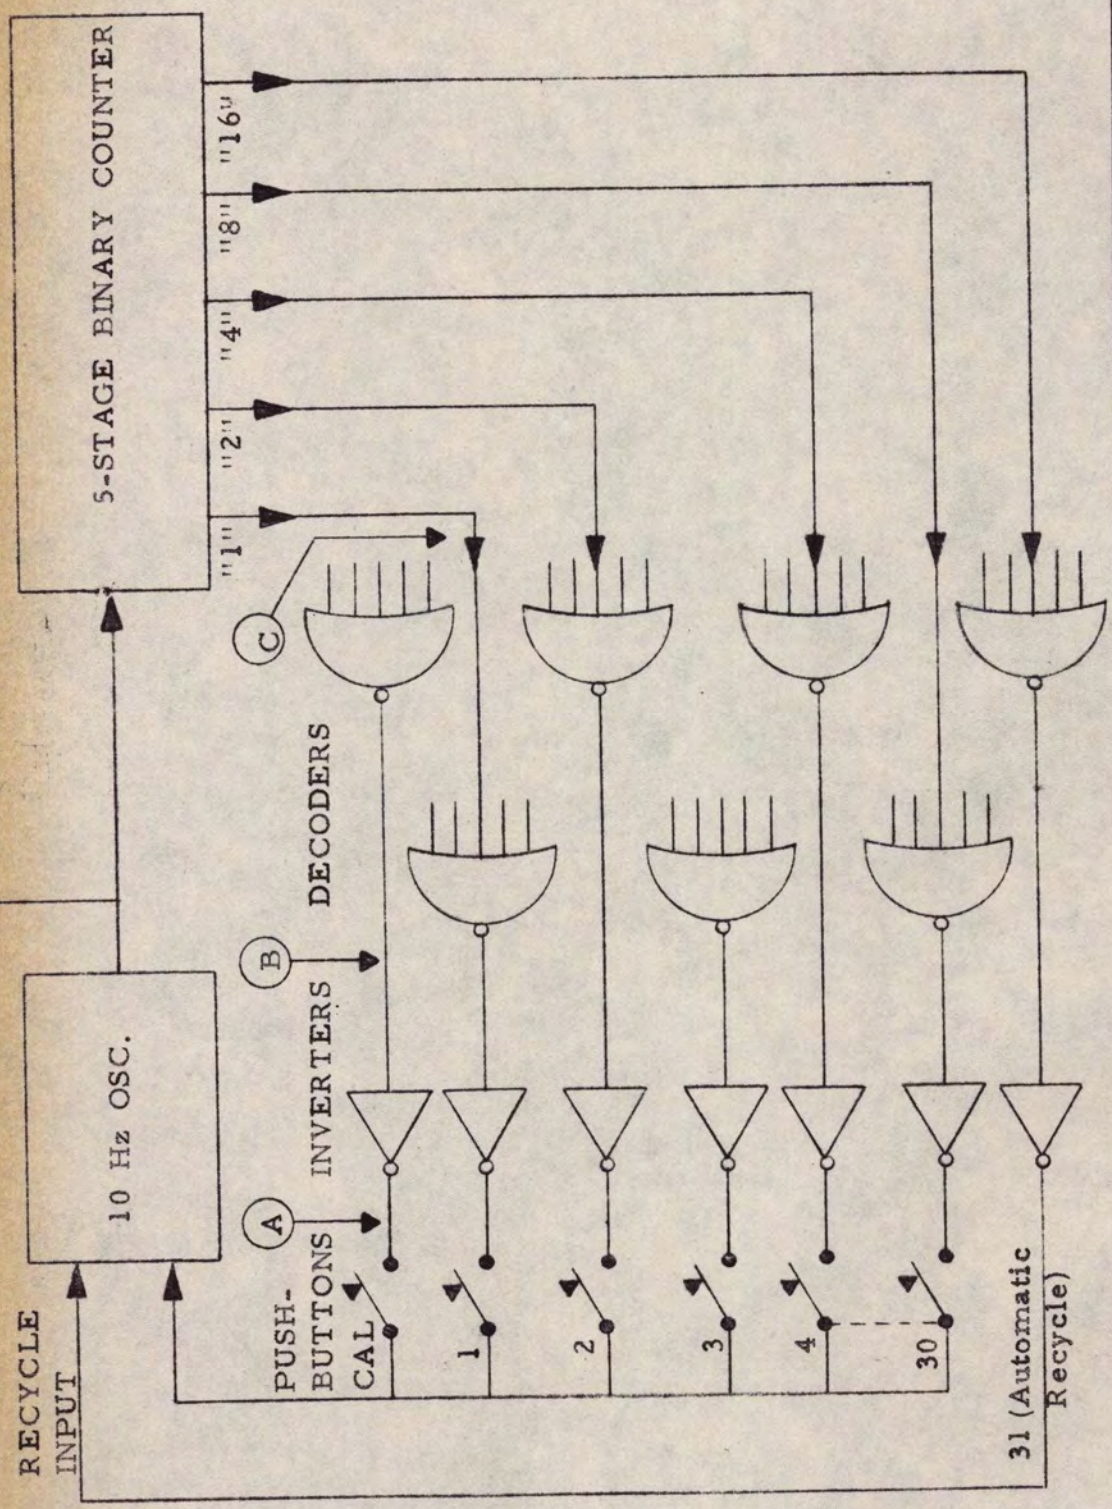 RECYCLE
INPUT
10 Hz OSC.
5-STAGE BINARY COUNTER
"1"
"2"
"4"
"8"
"16"
PUSH-
BUTTONS
INVERTERS
DECODERS
A
B
C
CAL
1
2
3
4
30
31 (Automatic
Recycle)